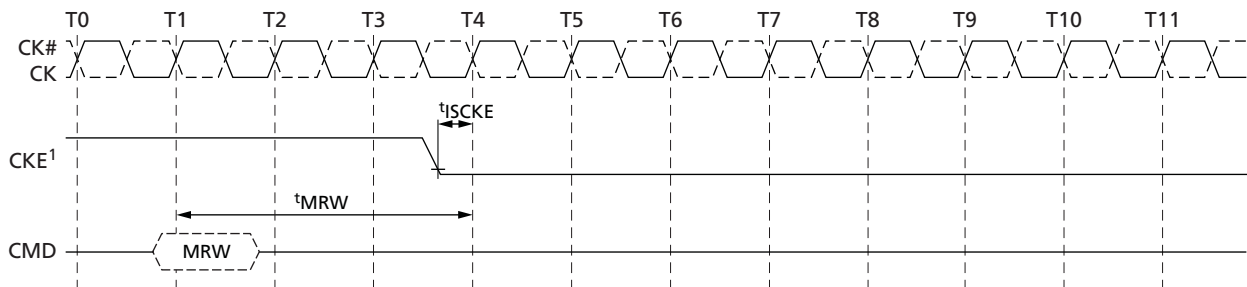 T0 T1 T2 T3 T4 T5 T6 T7 T8 T9 T10 T11
CK#
CK
tISCKE
CKE1
tMRW
CMD MRW